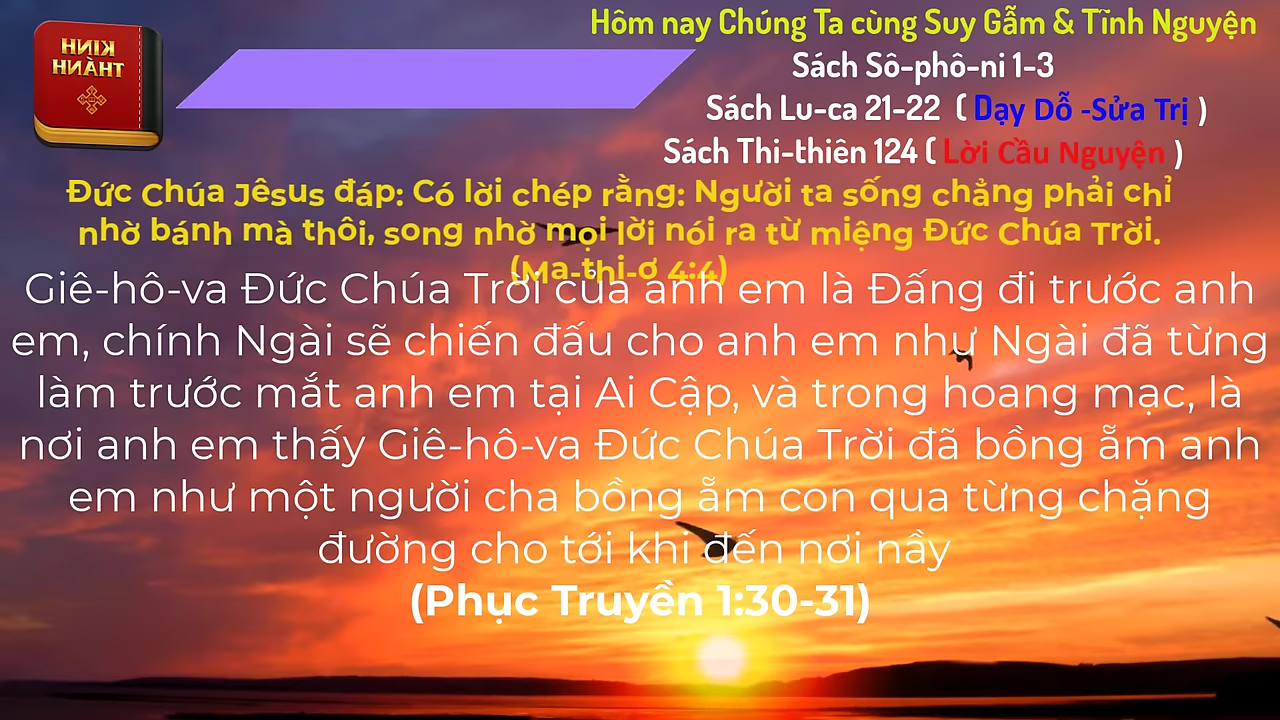 KINH
THÁNH
Hôm nay Chúng Ta cùng Suy Gẫm & Tĩnh Nguyện
Sách Sô-phô-ni 1-3
Sách Lu-ca 21-22 ( Dạy Dỗ -Sửa Trị )
Sách Thi-thiên 124 ( Lời Cầu Nguyện )
Đức Chúa Jêsus đáp: Có lời chép rằng: Người ta sống chẳng phải chỉ
nhờ bánh mà thôi, song nhờ mọi lời nói ra từ miệng Đức Chúa Trời.
(Ma-thi-ơ 4:4)
Giê-hô-va Đức Chúa Trời của anh em là Đấng đi trước anh
em, chính Ngài sẽ chiến đấu cho anh em như Ngài đã từng
làm trước mắt anh em tại Ai Cập, và trong hoang mạc, là
nơi anh em thấy Giê-hô-va Đức Chúa Trời đã bồng ẵm anh
em như một người cha bồng ẵm con qua từng chặng
đường cho tới khi đến nơi nầy
(Phục Truyền 1:30-31)